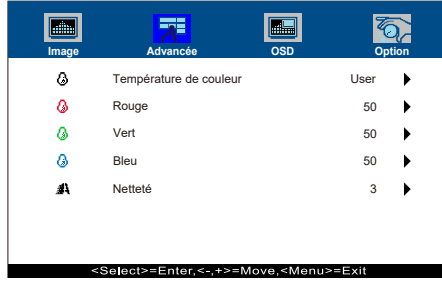 Image Advancée OSD Option
Température de couleur User
Rouge 50
Vert 50
Bleu 50
Netteté 3
<Select>=Enter,<-,+>=Move,<Menu>=Exit